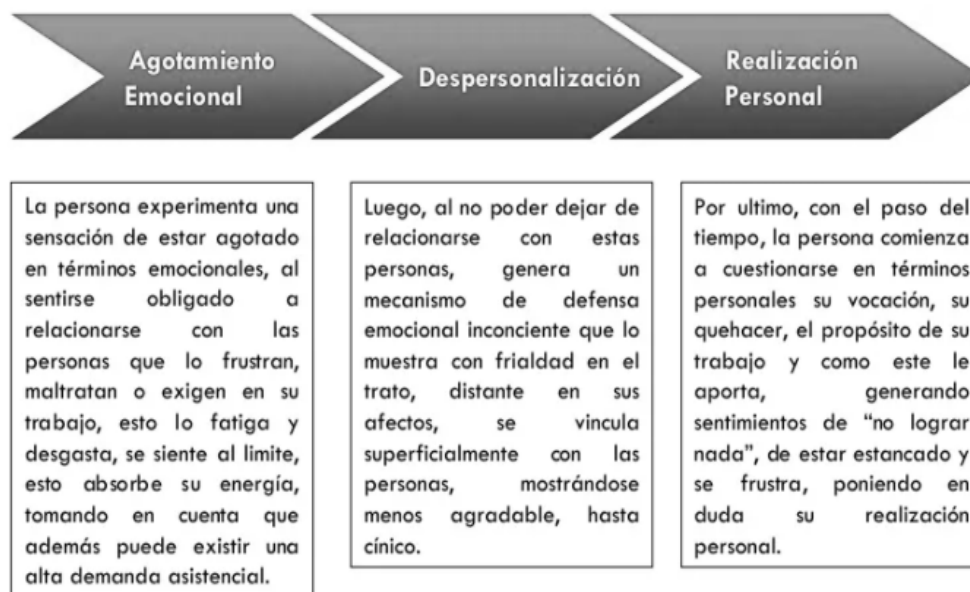 Agotamiento
Emocional
Despersonalización
Realización
Personal
La persona experimenta una
sensación de estar agotado
en términos emocionales, al
sentirse obligado a
relacionarse con las
personas que lo frustran,
maltratan o exigen en su
trabajo, esto lo fatiga y
desgasta, se siente al limite,
esto absorbe su energía,
tomando en cuenta que
además puede existir una
alta demanda asistencial.
Luego, al no poder dejar de
relacionarse con estas
personas, genera un
mecanismo de defensa
emocional inconciente que lo
muestra con frialdad en el
trato, distante en sus
afectos, se vincula
superficialmente con las
personas, mostrándose
menos agradable, hasta
cínico.
Por ultimo, con el paso del
tiempo, la persona comienza
a cuestionarse en términos
personales su vocación, su
quehacer, el propósito de su
trabajo y como este le
aporta, generando
sentimientos de “no lograr
nada”, de estar estancado y
se frustra, poniendo en
duda su realización
personal.